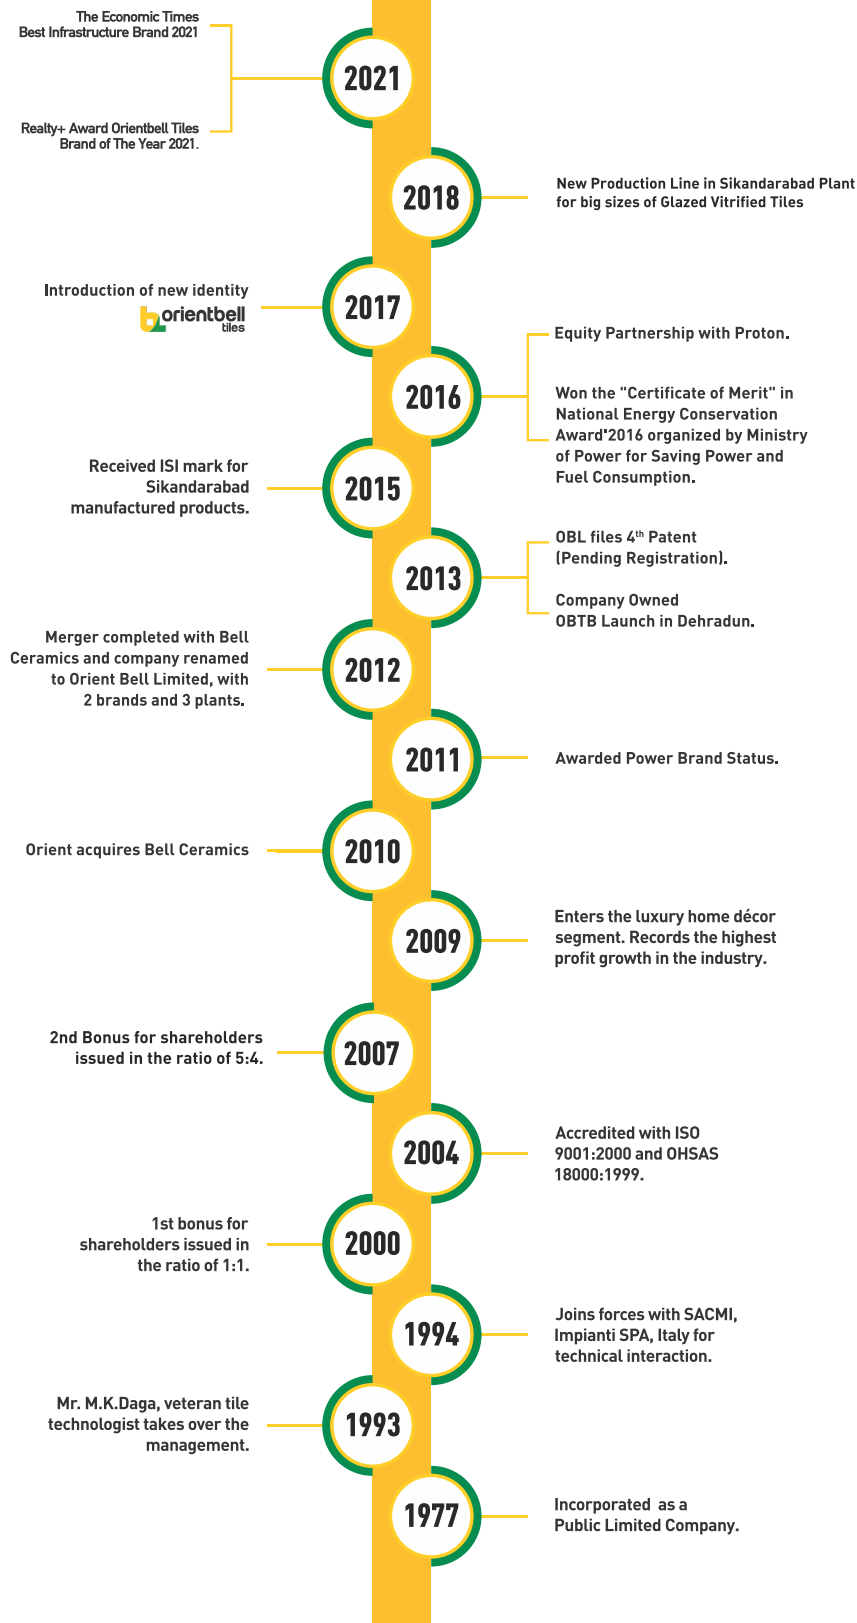 The Economic Times
Best Infrastructure Brand 2021
2021
Realty+ Award Orientbell Tiles
Brand of The Year 2021.
2018
New Production Line in Sikandarabad Plant
for big sizes of Glazed Vitrified Tiles
Introduction of new identity
orientbell
tiles
2017
2016
Equity Partnership with Proton.
Won the "Certificate of Merit" in
National Energy Conservation
Award'2016 organized by Ministry
of Power for Saving Power and
Fuel Consumption.
Received ISI mark for
Sikandarabad
manufactured products.
2015
2013
OBL files 4th Patent
(Pending Registration).
Company Owned
OBTB Launch in Dehradun.
Merger completed with Bell
Ceramics and company renamed
to Orient Bell Limited, with
2 brands and 3 plants.
2012
2011
Awarded Power Brand Status.
Orient acquires Bell Ceramics
2010
2009
Enters the luxury home décor
segment. Records the highest
profit growth in the industry.
2nd Bonus for shareholders
issued in the ratio of 5:4.
2007
2004
Accredited with ISO
9001:2000 and OHSAS
18000:1999.
1st bonus for
shareholders issued in
the ratio of 1:1.
2000
1994
Joins forces with SACMI,
Impianti SPA, Italy for
technical interaction.
Mr. M.K.Daga, veteran tile
technologist takes over the
management.
1993
1977
Incorporated as a
Public Limited Company.